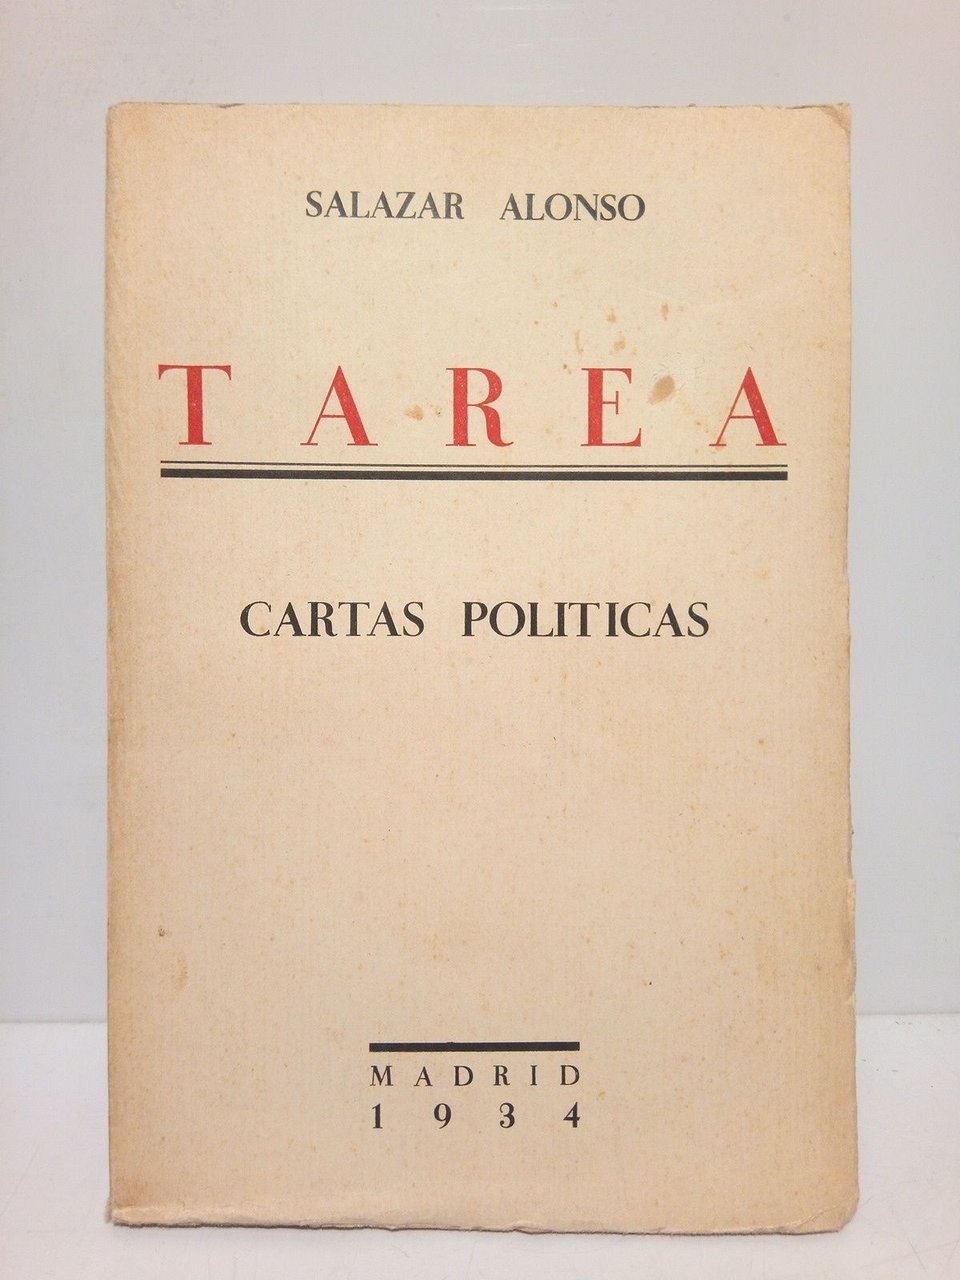 SALAZAR ALONSO
TAREA
CARTAS POLITICAS
MADRID
1934